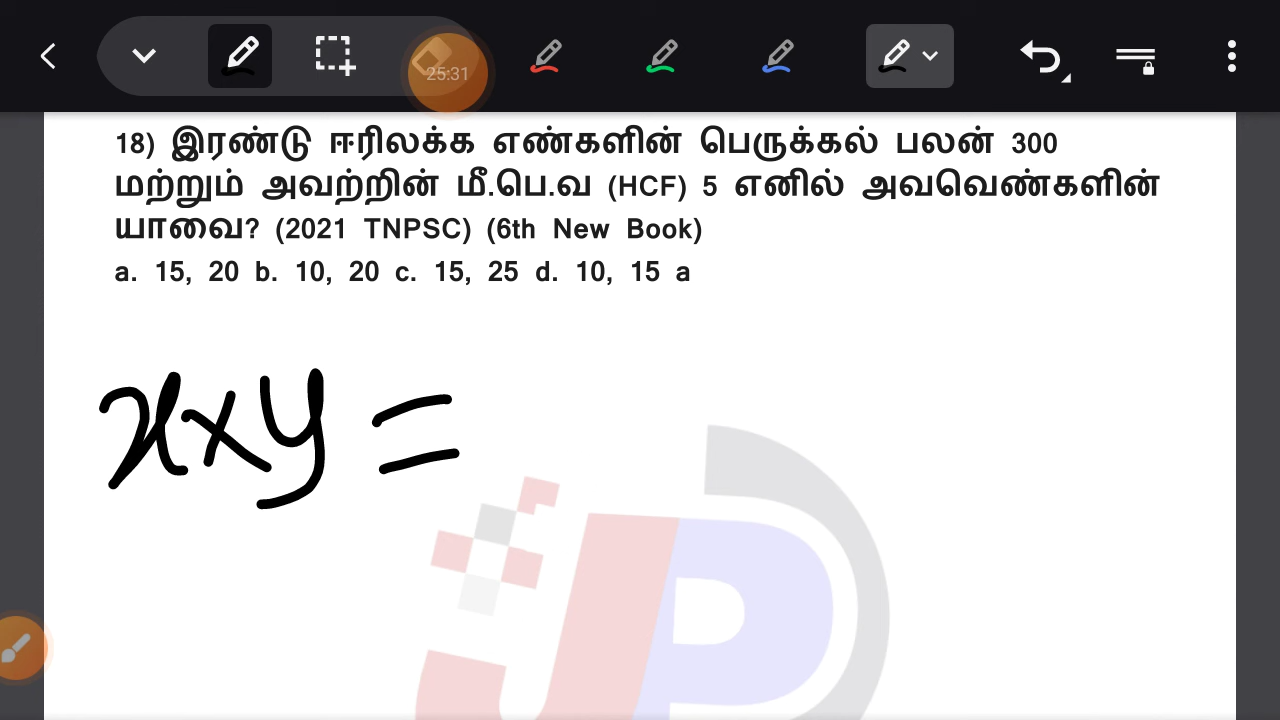 25:31
18) இரண்டு ஈரிலக்க எண்களின் பெருக்கல் பலன் 300
மற்றும் அவற்றின் மீ.பெ.வ (HCF) 5 எனில் அவவெண்களின்
யாவை? (2021 TNPSC) (6th New Book)
a. 15, 20 b. 10, 20 c. 15, 25 d. 10, 15 a
x x y =
JP